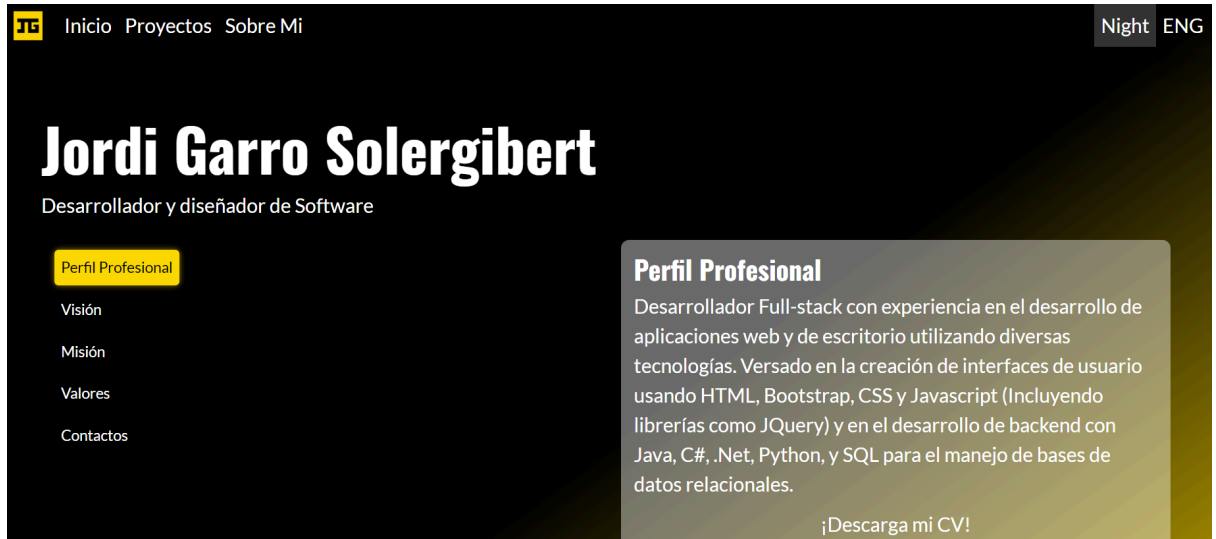 JG Inicio Proyectos Sobre Mi Night ENG
Jordi Garro Solergibert
Desarrollador y diseñador de Software
Perfil Profesional
Visión
Misión
Valores
Contactos
Perfil Profesional
Desarrollador Full-stack con experiencia en el desarrollo de
aplicaciones web y de escritorio utilizando diversas
tecnologías. Versado en la creación de interfaces de usuario
usando HTML, Bootstrap, CSS y Javascript (Incluyendo
librerías como JQuery) y en el desarrollo de backend con
Java, C#, .Net, Python, y SQL para el manejo de bases de
datos relacionales.
¡Descarga mi CV!